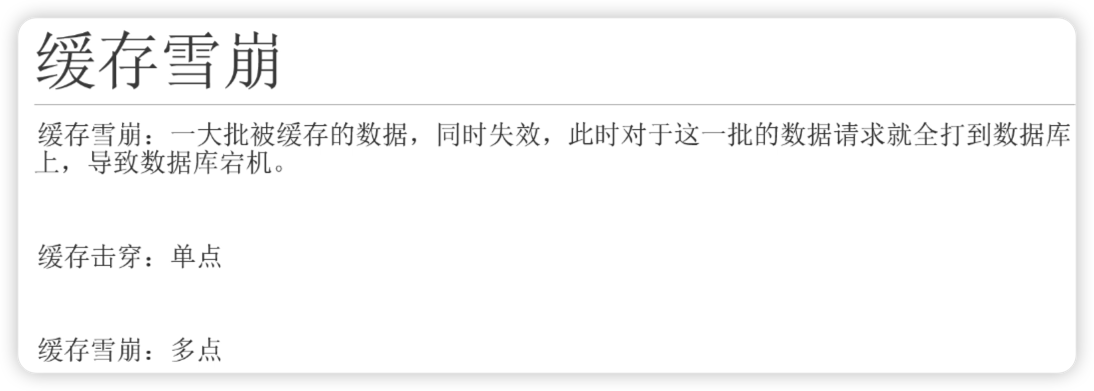 缓存雪崩
缓存雪崩：一大批被缓存的数据，同时失效，此时对于这一批的数据请求就全打到数据库
上，导致数据库宕机。
缓存击穿：单点
缓存雪崩：多点